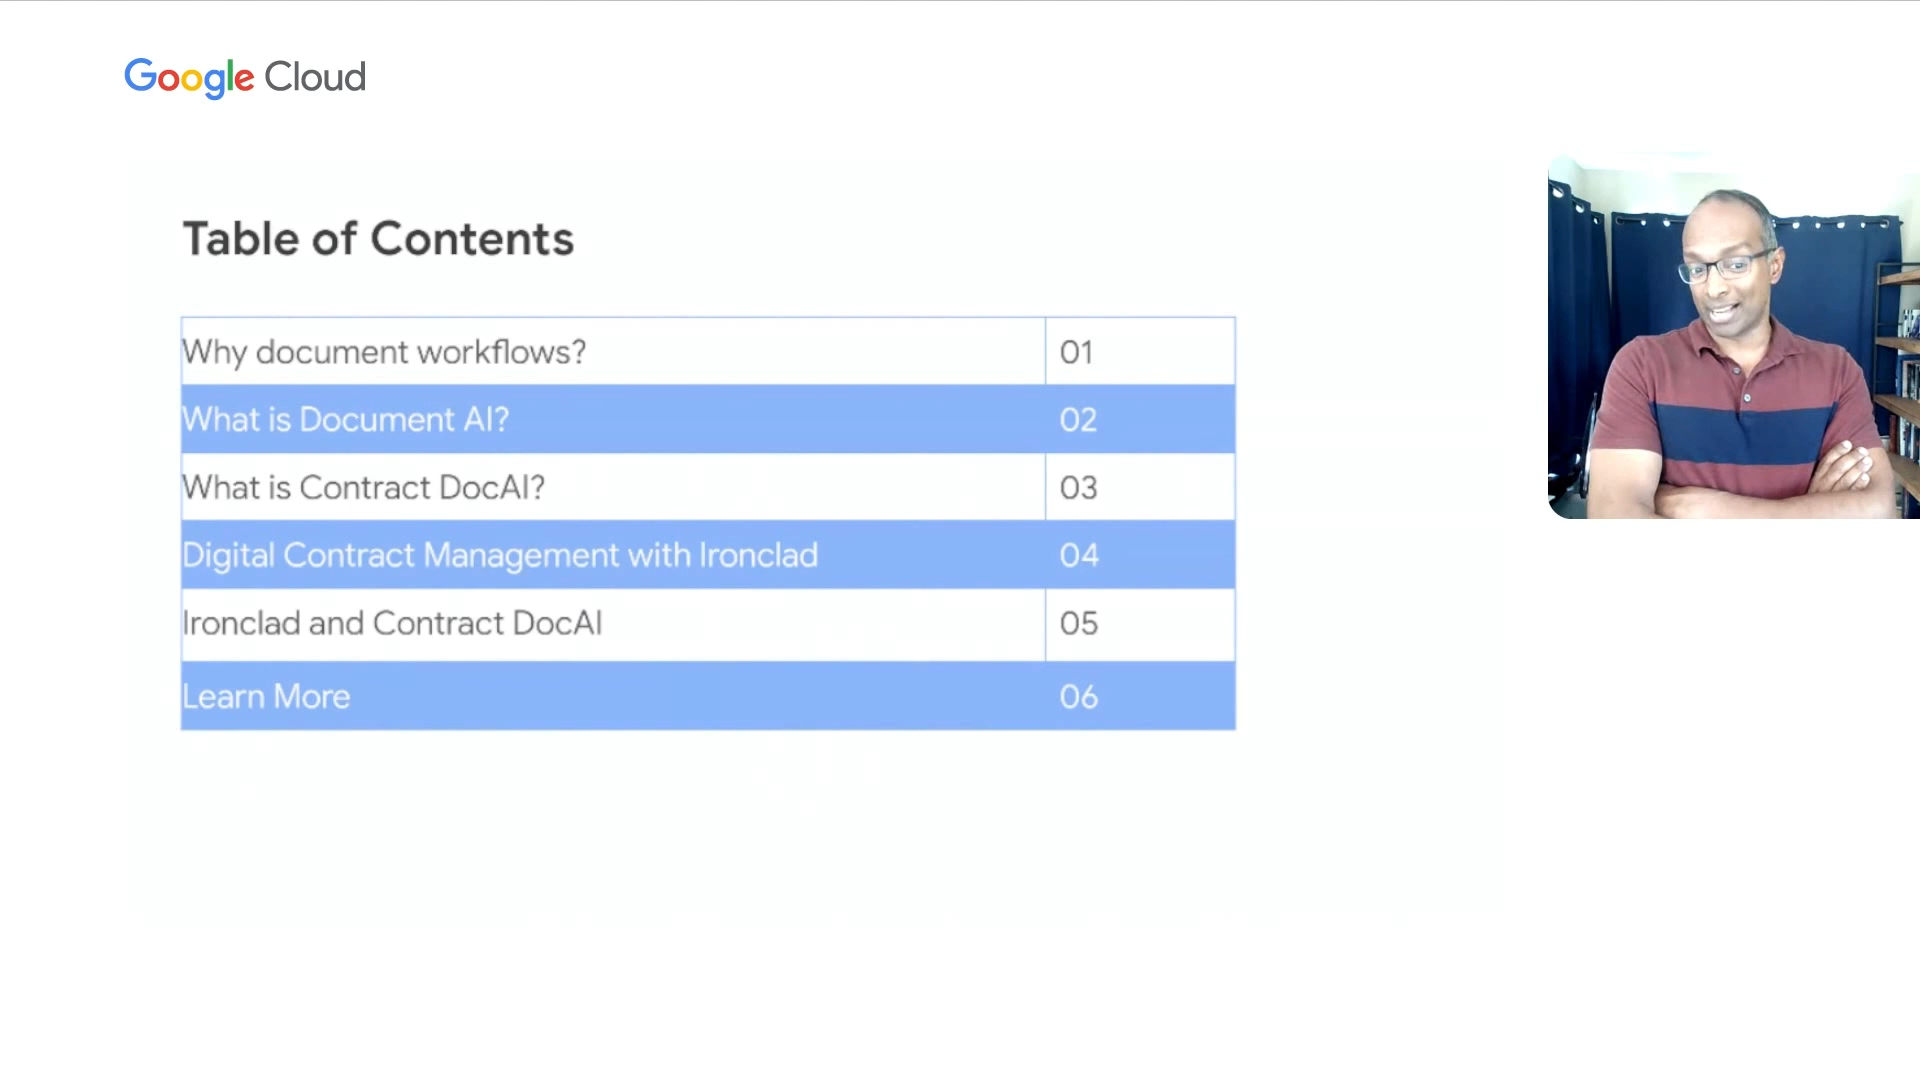 Google Cloud
Table of Contents
Why document workflows? 01
What is Document AI? 02
What is Contract DocAI? 03
Digital Contract Management with Ironclad 04
Ironclad and Contract DocAI 05
Learn More 06